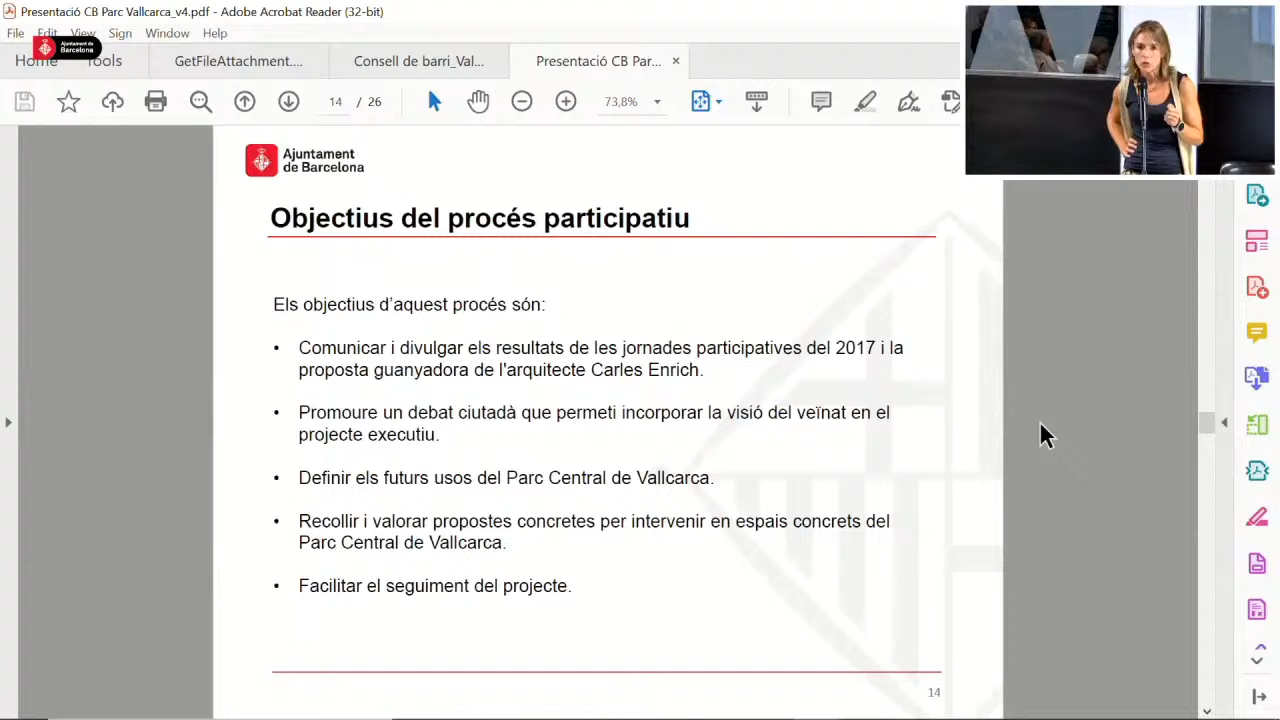 Presentació CB Parc Vallcarca_v4.pdf - Adobe Acrobat Reader (32-bit)
File Edit View Sign Window Help
Ajuntament de
Barcelona
Home Tools GetFileAttachment.... Consell de barri_Val... Presentació CB Par... ×
14 / 26 73,8%
Ajuntament
de Barcelona
Objectius del procés participatiu
Els objectius d'aquest procés són:
• Comunicar i divulgar els resultats de les jornades participatives del 2017 i la
proposta guanyadora de l'arquitecte Carles Enrich.
• Promoure un debat ciutadà que permeti incorporar la visió del veïnat en el
projecte executiu.
• Definir els futurs usos del Parc Central de Vallcarca.
• Recollir i valorar propostes concretes per intervenir en espais concrets del
Parc Central de Vallcarca.
• Facilitar el seguiment del projecte.
14